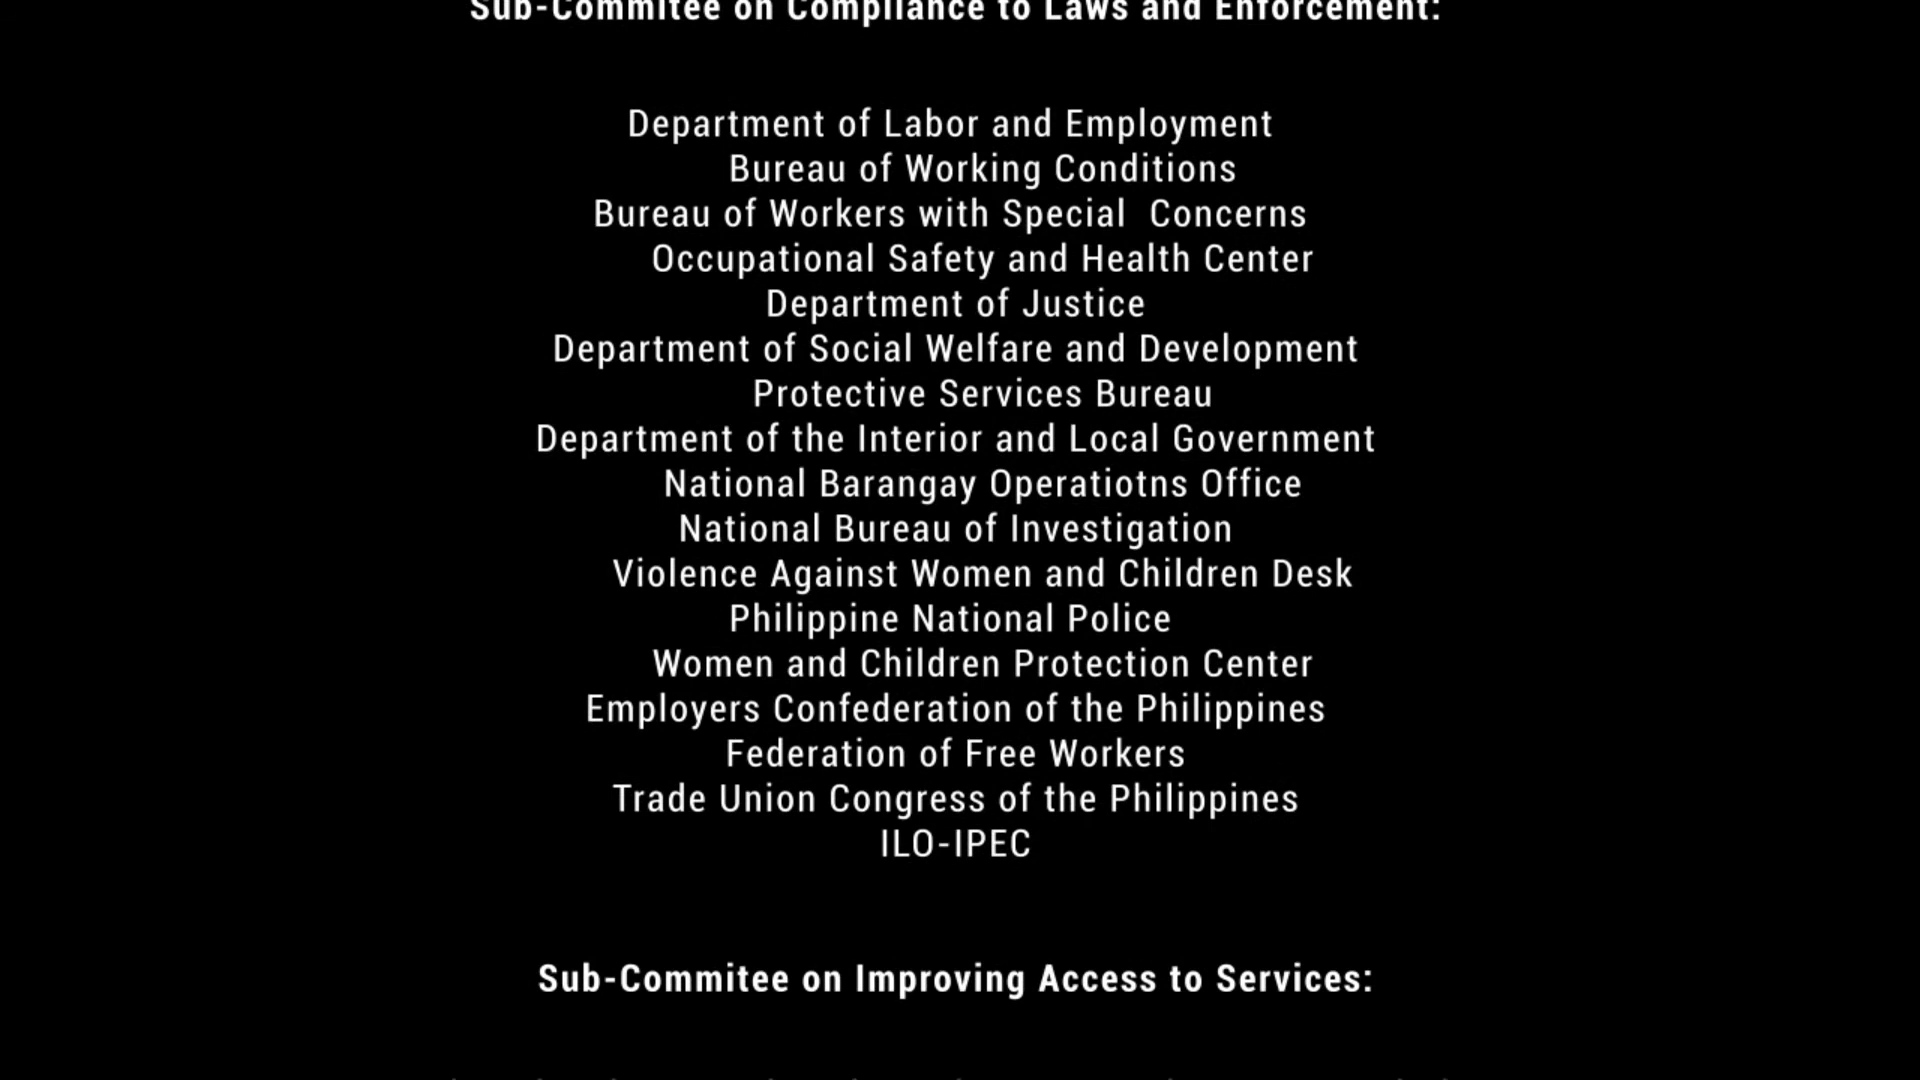 Sub-Commitee on Compliance to Laws and Enforcement:
Department of Labor and Employment
Bureau of Working Conditions
Bureau of Workers with Special  Concerns
Occupational Safety and Health Center
Department of Justice
Department of Social Welfare and Development
Protective Services Bureau
Department of the Interior and Local Government
National Barangay Operatiotns Office
National Bureau of Investigation
Violence Against Women and Children Desk
Philippine National Police
Women and Children Protection Center
Employers Confederation of the Philippines
Federation of Free Workers
Trade Union Congress of the Philippines
ILO-IPEC
Sub-Commitee on Improving Access to Services: